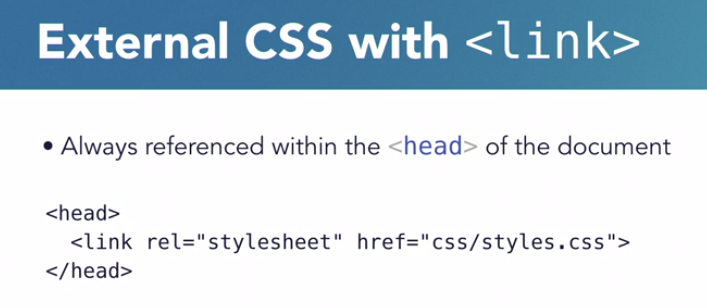 External CSS with <link>
• Always referenced within the <head> of the document
<head>
  <link rel="stylesheet" href="css/styles.css">
</head>